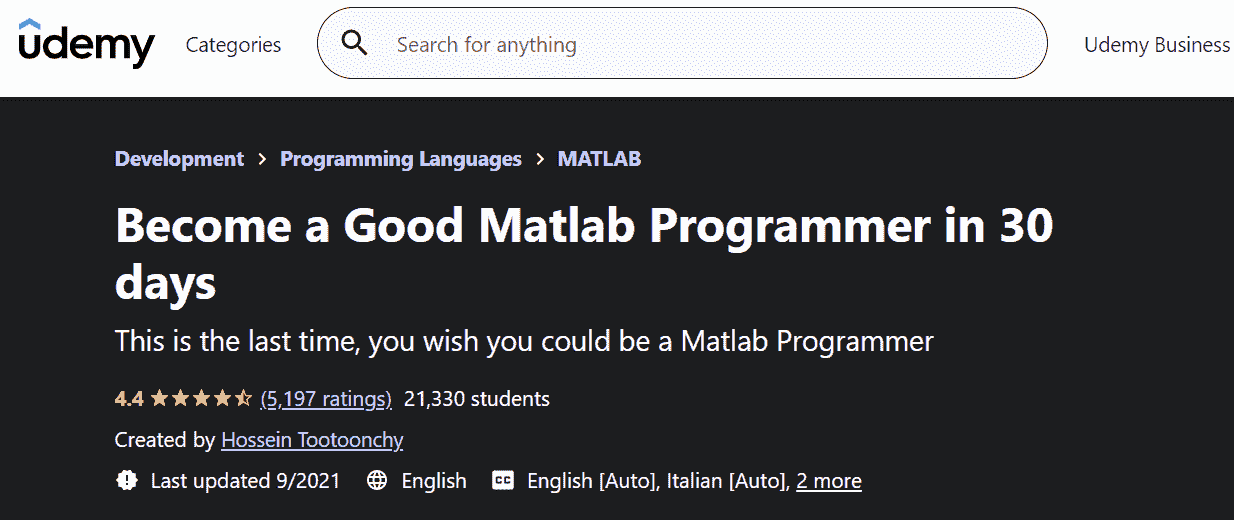 udemy Categories Search for anything Udemy Business
Development > Programming Languages > MATLAB
Become a Good Matlab Programmer in 30
days
This is the last time, you wish you could be a Matlab Programmer
4.4 (5,197 ratings) 21,330 students
Created by Hossein Tootoonchy
Last updated 9/2021 English CC English [Auto], Italian [Auto], 2 more